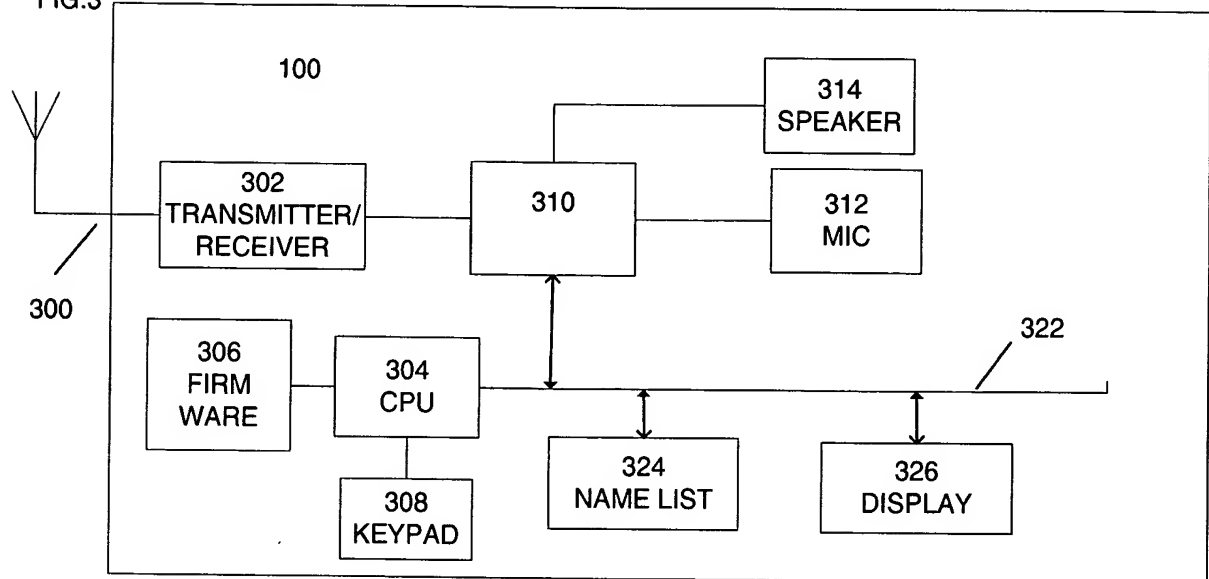 FIG.3
100
314
SPEAKER
302
TRANSMITTER/
RECEIVER
310
312
MIC
300
322
306
FIRM
WARE
304
CPU
324
NAME LIST
326
DISPLAY
308
KEYPAD